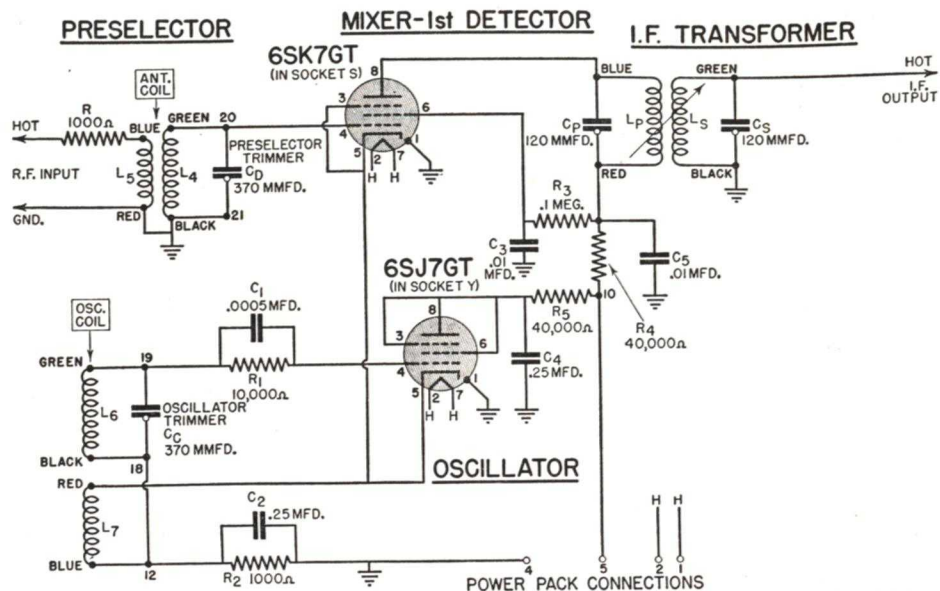 PRESELECTOR
MIXER-1st DETECTOR
I.F. TRANSFORMER
6SK7GT
(IN SOCKET S)
ANT.
COIL
R
1000Ω
HOT
BLUE
GREEN
20
PRESELECTOR
TRIMMER
CD
370 MMFD.
R.F. INPUT
L5
L4
GND.
RED
BLACK
21
8
3
4
6
1
5
2
7
H
H
BLUE
GREEN
HOT
I.F.
OUTPUT
CP
120 MMFD.
LP
LS
CS
120 MMFD.
RED
BLACK
R3
.1 MEG.
C3
.01
MFD.
C5
.01 MFD.
6SJ7GT
(IN SOCKET Y)
8
3
4
6
1
5
2
7
H
H
R5
40,000Ω
10
R4
40,000Ω
C4
.25 MFD.
OSC.
COIL
C1
.0005 MFD.
GREEN
19
R1
10,000Ω
L6
OSCILLATOR
TRIMMER
CC
370 MMFD.
BLACK
18
RED
OSCILLATOR
L7
C2
.25 MFD.
BLUE
12
R2 1000Ω
H
H
4
5
2
1
POWER PACK CONNECTIONS